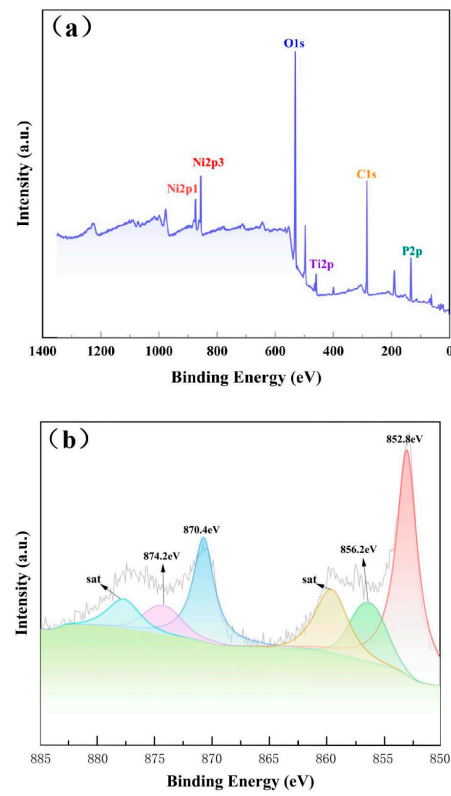 (a)
O1s
Ni2p3
Ni2p1
C1s
Ti2p
P2p
Intensity (a.u.)
1400 1200 1000 800 600 400 200 0
Binding Energy (eV)
(b)
852.8eV
870.4eV
874.2eV
856.2eV
sat
sat
Intensity (a.u.)
885 880 875 870 865 860 855 850
Binding Energy (eV)